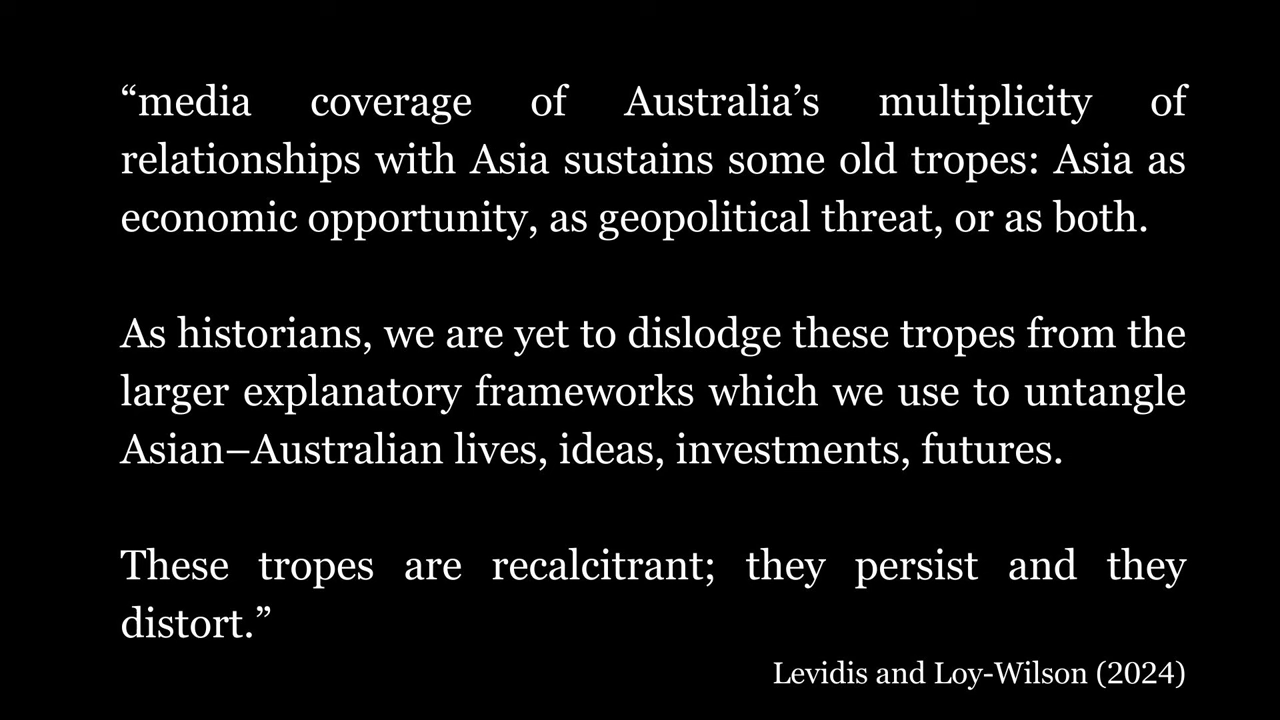 “media coverage of Australia’s multiplicity of
relationships with Asia sustains some old tropes: Asia as
economic opportunity, as geopolitical threat, or as both.
As historians, we are yet to dislodge these tropes from the
larger explanatory frameworks which we use to untangle
Asian–Australian lives, ideas, investments, futures.
These tropes are recalcitrant; they persist and they
distort.”
Levidis and Loy-Wilson (2024)